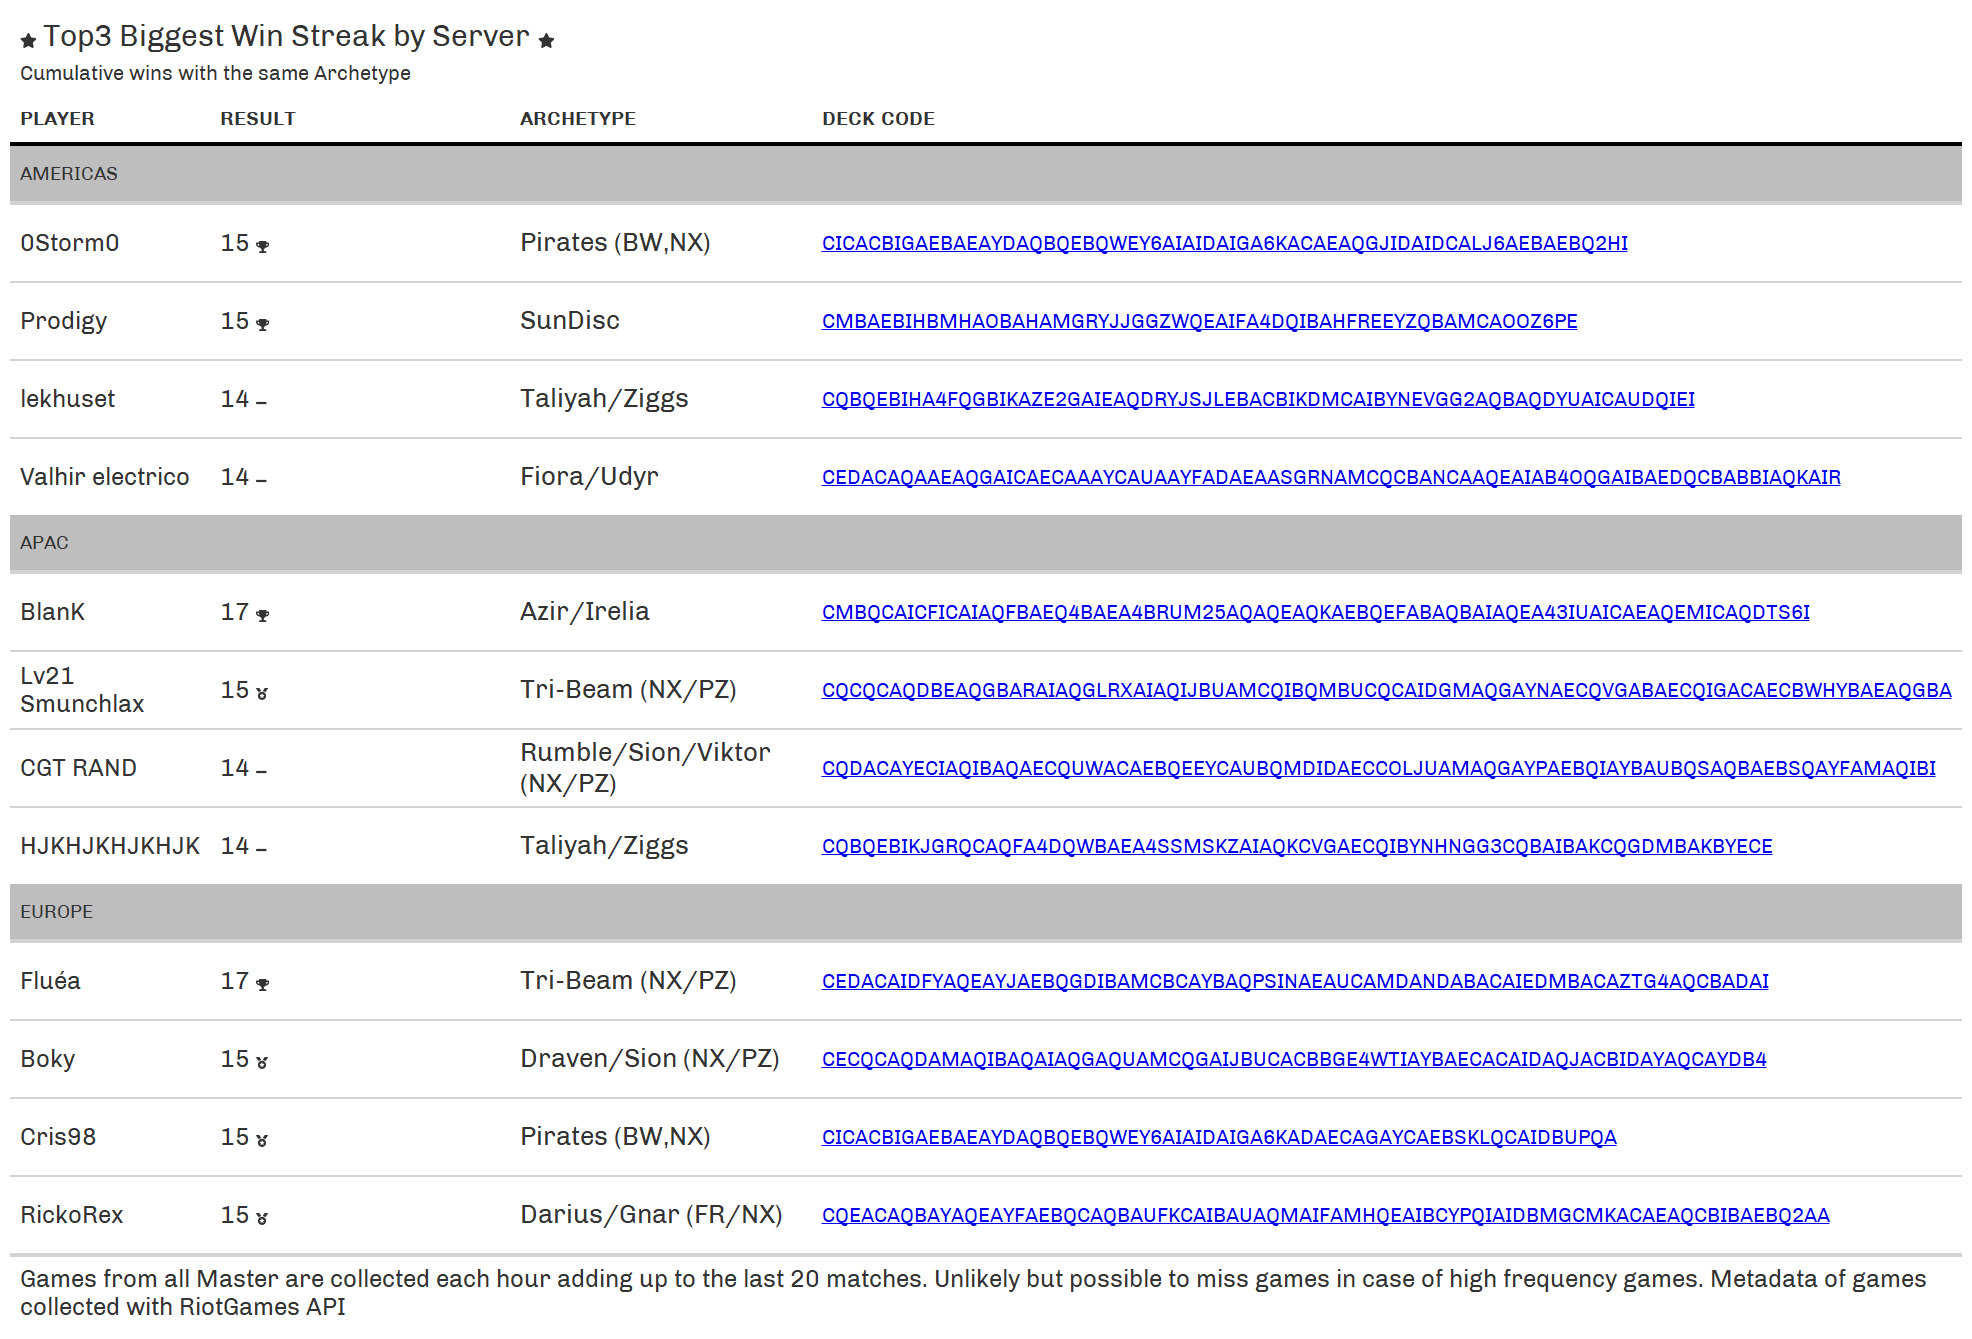 Top3 Biggest Win Streak by Server
Cumulative wins with the same Archetype
PLAYER RESULT ARCHETYPE DECK CODE
AMERICAS
0Storm0 15 Pirates (BW,NX) CICACBIGAEBAEAYDAQBQEBQWEY6AIAIDAIGA6KACAEAQGJIDAIDCALJ6AEBAEBQ2HI
Prodigy 15 SunDisc CMBAEBIHBMHAOBAHAMGRYJJGGZWQEAIFA4DQIBAHFREEYZQBAMCAOOZ6PE
lekhuset 14 – Taliyah/Ziggs CQBQEBIHA4FQGBIKAZE2GAIEAQDRYJSJLEBACBIKDMCAIBYNEVGG2AQBAQDYUAICAUDQIEI
Valhir electrico 14 – Fiora/Udyr CEDACAQAAEAQGAICAECAAAYCAUAAYFADAEAASGRNAMCQCBANCAAQEAIAB4OQGAIBAEDQCBABBIAQKAIR
APAC
BlanK 17 Azir/Irelia CMBQCAICFICAIAQFBAEQ4BAEA4BRUM25AQAQEAQKAEBQEFABAQBAIAQEA43IUAICAEAQEMICAQDTS6I
Lv21
Smunchlax 15 Tri-Beam (NX/PZ) CQCQCAQDBEAQGBARAIAQGLRXAIAQIJBUAMCQIBQMBUCQCAIDGMAQGAYNAECQVGABAECQIGACAECBWHYBAEAQGBA
CGT RAND 14 – Rumble/Sion/Viktor
(NX/PZ) CQDACAYECIAQIBAQAECQUWACAEBQEEYCAUBQMDIDAECCOLJUAMAQGAYPAEBQIAYBAUBQSAQBAEBSQAYFAMAQIBI
HJKHJKHJKHJK 14 – Taliyah/Ziggs CQBQEBIKJGRQCAQFA4DQWBAEA4SSMSKZAIAQKCVGAECQIBYNHNGG3CQBAIBAKCQGDMBAKBYECE
EUROPE
Fluéa 17 Tri-Beam (NX/PZ) CEDACAIDFYAQEAYJAEBQGDIBAMCBCAYBAQPSINAEAUCAMDANDABACAIEDMBACAZTG4AQCBADAI
Boky 15 Draven/Sion (NX/PZ) CECQCAQDAMAQIBAQAIAQGAQUAMCQGAIJBUCACBBGE4WTIAYBAECACAIDAQJACBIDAYAQCAYDB4
Cris98 15 Pirates (BW,NX) CICACBIGAEBAEAYDAQBQEBQWEY6AIAIDAIGA6KADAECAGAYCAEBSKLQCAIDBUPQA
RickoRex 15 Darius/Gnar (FR/NX) CQEACAQBAYAQEAYFAEBQCAQBAUFKCAIBAUAQMAIFAMHQEAIBCYPQIAIDBMGCMKACAEAQCBIBAEBQ2AA
Games from all Master are collected each hour adding up to the last 20 matches. Unlikely but possible to miss games in case of high frequency games. Metadata of games
collected with RiotGames API